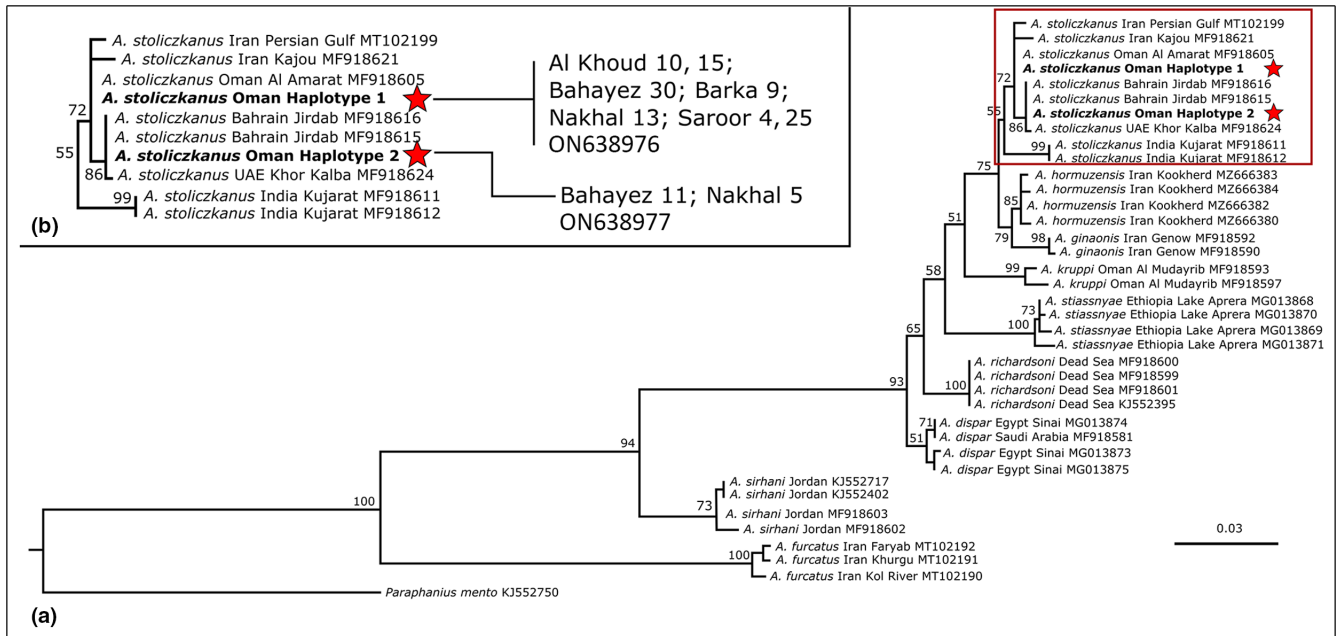 A. stoliczkanus Iran Persian Gulf MT102199
A. stoliczkanus Iran Kajou MF918621
A. stoliczkanus Oman Al Amarat MF918605
72
A. stoliczkanus Oman Haplotype 1
A. stoliczkanus Bahrain Jirdab MF918616
A. stoliczkanus Bahrain Jirdab MF918615
55
A. stoliczkanus Oman Haplotype 2
86
A. stoliczkanus UAE Khor Kalba MF918624
99
A. stoliczkanus India Kujarat MF918611
A. stoliczkanus India Kujarat MF918612
(b)
Al Khoud 10, 15;
Bahayez 30; Barka 9;
Nakhal 13; Saroor 4, 25
ON638976
Bahayez 11; Nakhal 5
ON638977
A. stoliczkanus Iran Persian Gulf MT102199
A. stoliczkanus Iran Kajou MF918621
A. stoliczkanus Oman Al Amarat MF918605
A. stoliczkanus Oman Haplotype 1
72
A. stoliczkanus Bahrain Jirdab MF918616
A. stoliczkanus Bahrain Jirdab MF918615
55
A. stoliczkanus Oman Haplotype 2
86
A. stoliczkanus UAE Khor Kalba MF918624
99
A. stoliczkanus India Kujarat MF918611
A. stoliczkanus India Kujarat MF918612
75
A. hormuzensis Iran Kookherd MZ666383
A. hormuzensis Iran Kookherd MZ666384
85
A. hormuzensis Iran Kookherd MZ666382
A. hormuzensis Iran Kookherd MZ666380
51
79
98
A. ginaonis Iran Genow MF918592
A. ginaonis Iran Genow MF918590
58
99
A. kruppi Oman Al Mudayrib MF918593
A. kruppi Oman Al Mudayrib MF918597
A. stiassnyae Ethiopia Lake Aprera MG013868
73
A. stiassnyae Ethiopia Lake Aprera MG013870
100
A. stiassnyae Ethiopia Lake Aprera MG013869
A. stiassnyae Ethiopia Lake Aprera MG013871
65
A. richardsoni Dead Sea MF918600
A. richardsoni Dead Sea MF918599
100
A. richardsoni Dead Sea MF918601
A. richardsoni Dead Sea KJ552395
93
71
A. dispar Egypt Sinai MG013874
A. dispar Saudi Arabia MF918581
51
A. dispar Egypt Sinai MG013873
A. dispar Egypt Sinai MG013875
94
A. sirhani Jordan KJ552717
A. sirhani Jordan KJ552402
73
A. sirhani Jordan MF918603
A. sirhani Jordan MF918602
100
A. furcatus Iran Faryab MT102192
100
A. furcatus Iran Khurgu MT102191
A. furcatus Iran Kol River MT102190
0.03
Paraphanius mento KJ552750
(a)